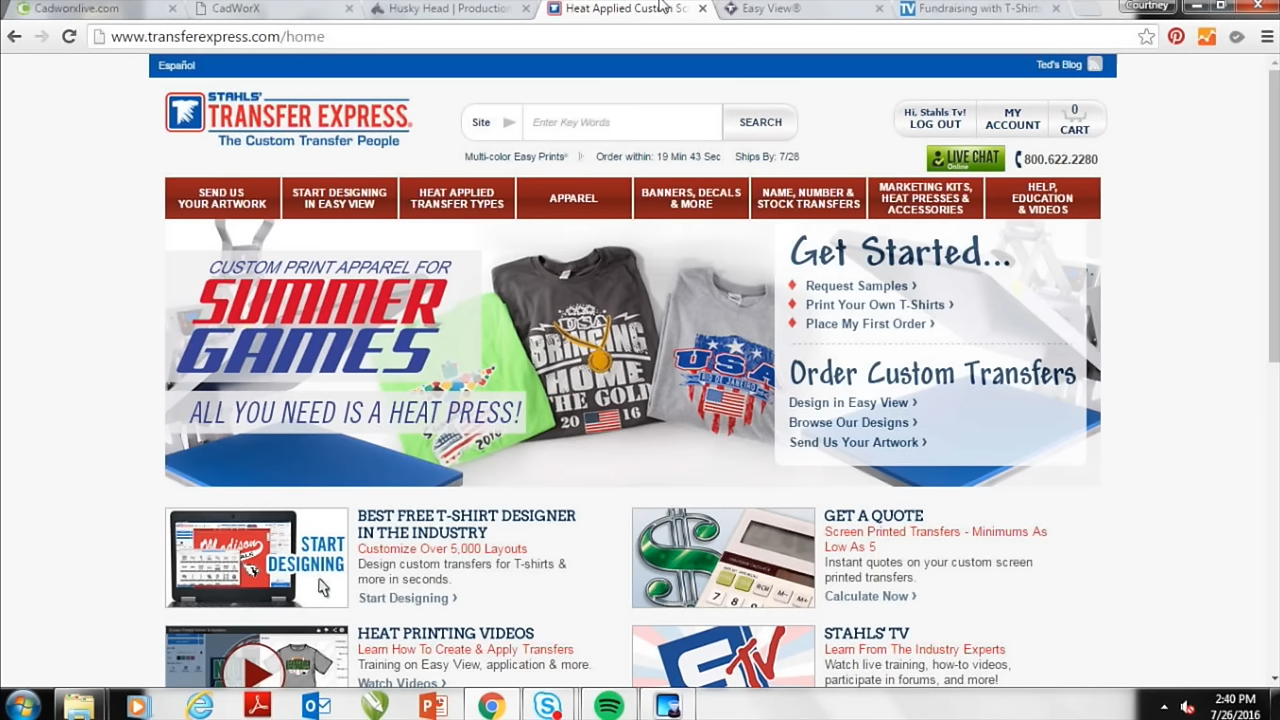 Cadworxlive.com
CadWorX
Husky Head | Production
Heat Applied Custom Sc
Easy View®
Fundraising with T-Shirt
Courtney
www.transferexpress.com/home
Español
Ted's Blog
STAHLS'
TRANSFER EXPRESS®
The Custom Transfer People
Site
Enter Key Words
SEARCH
Hi, Stahls Tv!
LOG OUT
MY
ACCOUNT
0
CART
Multi-color Easy Prints®
Order within: 19 Min 43 Sec
Ships By: 7/28
LIVE CHAT
Online
800.622.2280
SEND US
YOUR ARTWORK
START DESIGNING
IN EASY VIEW
HEAT APPLIED
TRANSFER TYPES
APPAREL
BANNERS, DECALS
& MORE
NAME, NUMBER &
STOCK TRANSFERS
MARKETING KITS,
HEAT PRESSES &
ACCESSORIES
HELP,
EDUCATION
& VIDEOS
CUSTOM PRINT APPAREL FOR
SUMMER
GAMES
ALL YOU NEED IS A HEAT PRESS!
USA
BRINGING
HOME
THE GOLD
20 16
USA
RIO DE JANEIRO
2016
Get Started...
Request Samples ›
Print Your Own T-Shirts ›
Place My First Order ›
Order Custom Transfers
Design in Easy View ›
Browse Our Designs ›
Send Us Your Artwork ›
Madison
START
DESIGNING
BEST FREE T-SHIRT DESIGNER
IN THE INDUSTRY
Customize Over 5,000 Layouts
Design custom transfers for T-shirts &
more in seconds.
Start Designing ›
GET A QUOTE
Screen Printed Transfers - Minimums As
Low As 5
Instant quotes on your custom screen
printed transfers.
Calculate Now ›
HEAT PRINTING VIDEOS
Learn How To Create & Apply Transfers
Training on Easy View, application & more.
Watch Videos ›
TV
STAHLS' TV
Learn From The Industry Experts
Watch live training, how-to videos,
participate in forums, and more!
2:40 PM
7/26/2016